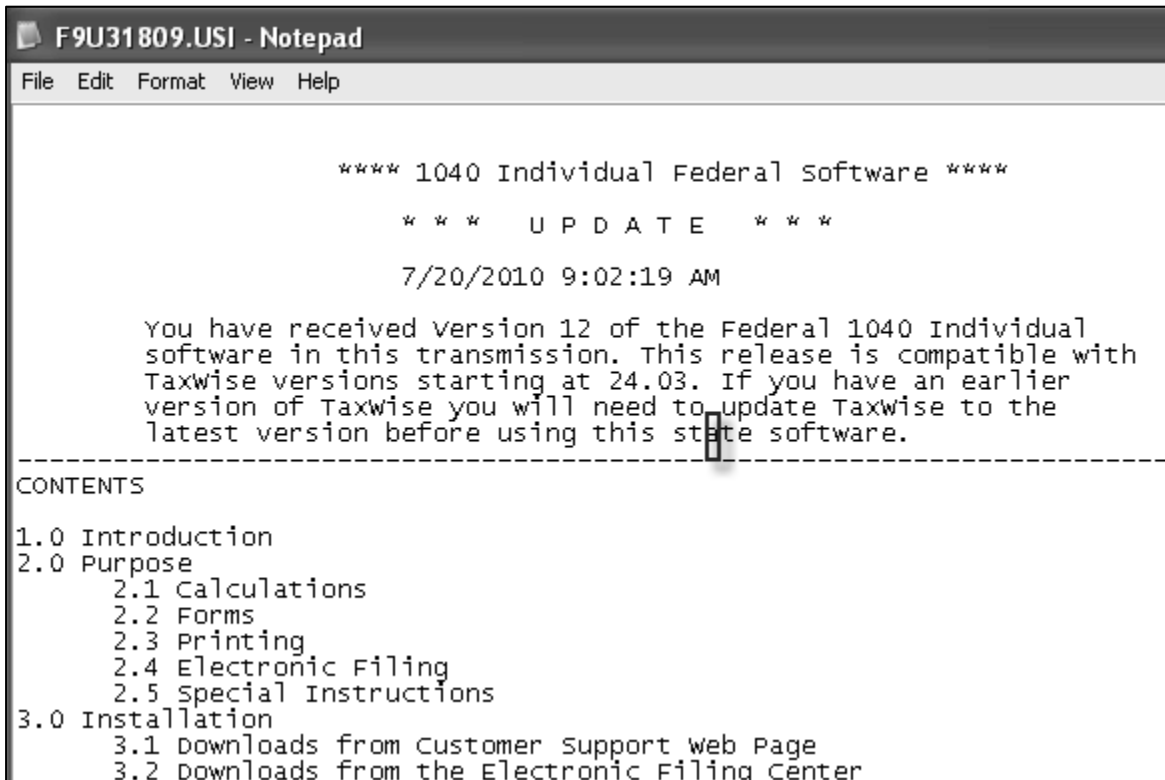 F9U31809.USI - Notepad
File Edit Format View Help
**** 1040 Individual Federal Software ****
* * * U P D A T E * * *
7/20/2010 9:02:19 AM
You have received Version 12 of the Federal 1040 Individual
software in this transmission. This release is compatible with
TaxWise versions starting at 24.03. If you have an earlier
version of TaxWise you will need to update TaxWise to the
latest version before using this state software.
--------------------------------------------------------------------------------
CONTENTS
1.0 Introduction
2.0 Purpose
2.1 Calculations
2.2 Forms
2.3 Printing
2.4 Electronic Filing
2.5 Special Instructions
3.0 Installation
3.1 Downloads from Customer Support Web Page
3.2 Downloads from the Electronic Filing Center